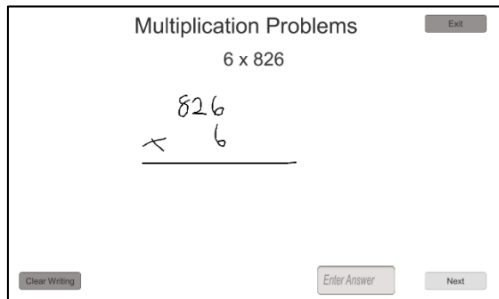 Multiplication Problems
Exit
6 x 826
826
× 6
Clear Writing
Enter Answer
Next